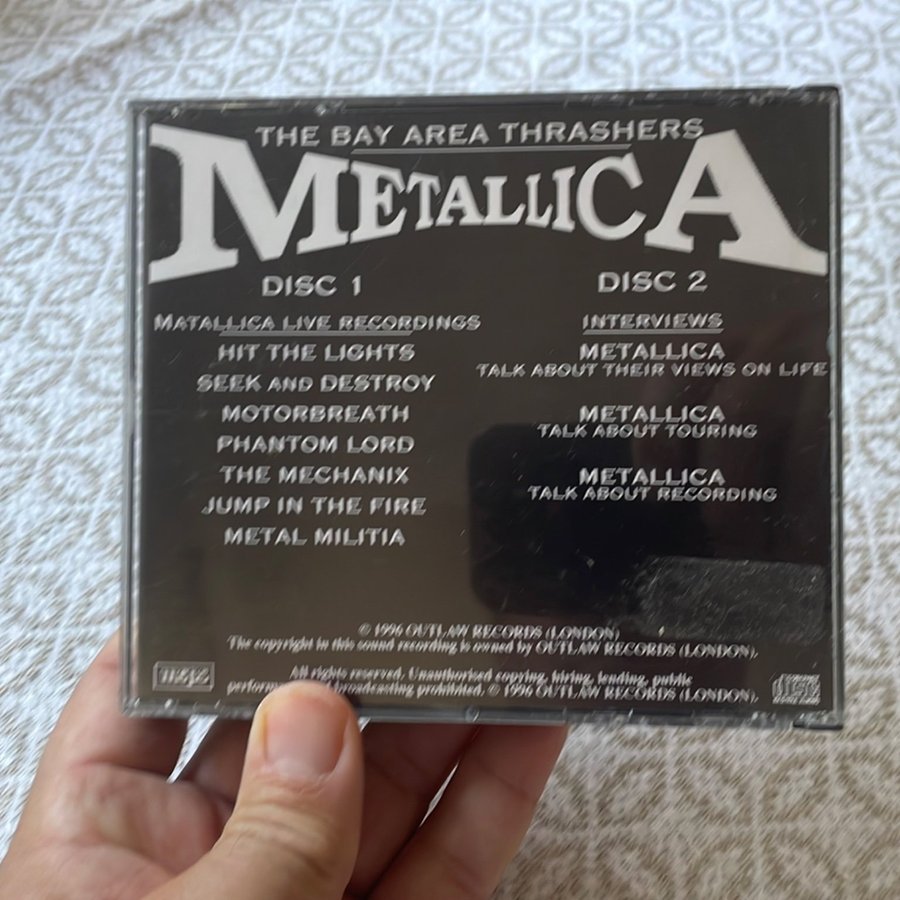 THE BAY AREA THRASHERS
METALLICA
DISC 1
MATALLICA LIVE RECORDINGS
HIT THE LIGHTS
SEEK AND DESTROY
MOTORBREATH
PHANTOM LORD
THE MECHANIX
JUMP IN THE FIRE
METAL MILITIA
DISC 2
INTERVIEWS
METALLICA
TALK ABOUT THEIR VIEWS ON LIFE
METALLICA
TALK ABOUT TOURING
METALLICA
TALK ABOUT RECORDING
© 1996 OUTLAW RECORDS (LONDON)
The copyright in this sound recording is owned by OUTLAW RECORDS (LONDON).
All rights reserved. Unauthorised copying, hiring, lending, public
broadcasting prohibited. © 1996 OUTLAW RECORDS (LONDON).
mcps